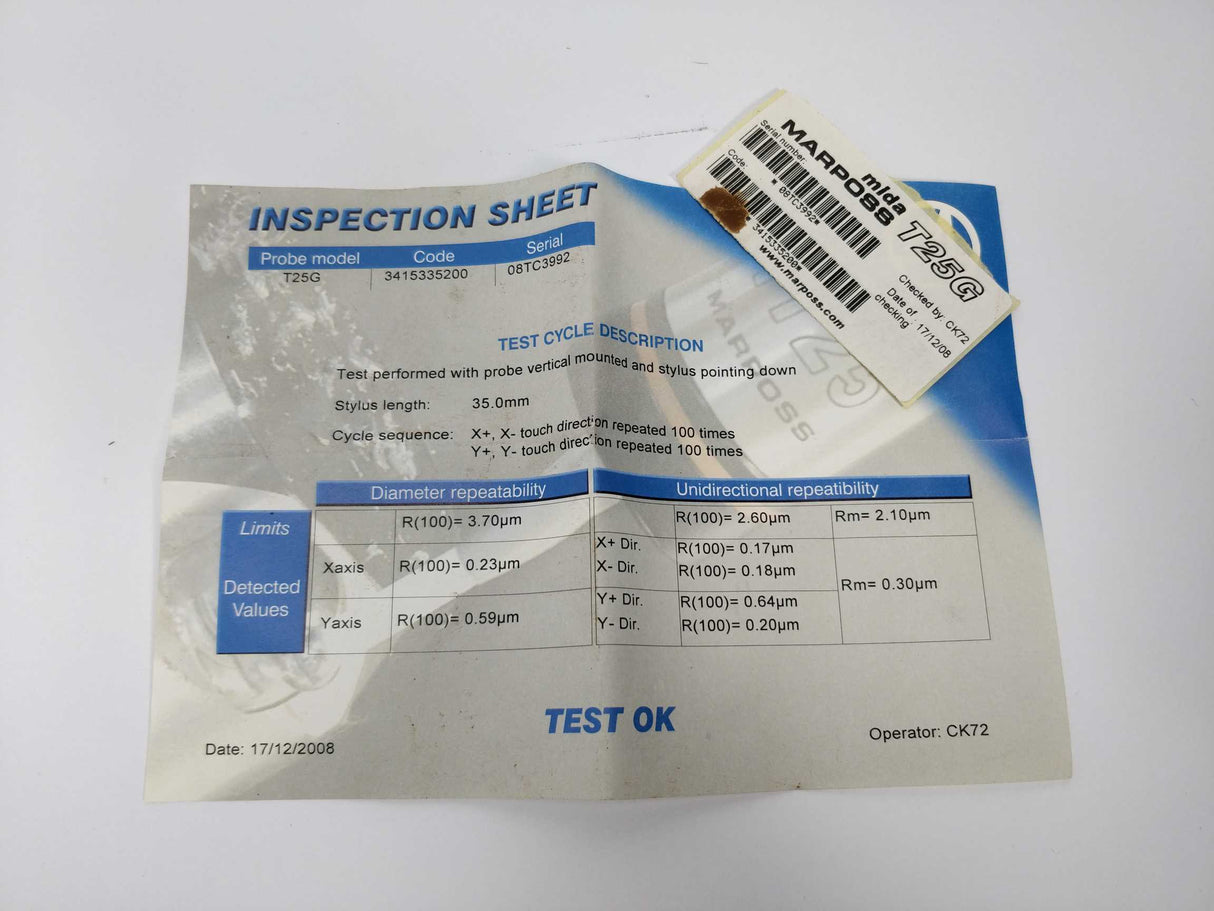 INSPECTION SHEET
Probe model Code Serial
T25G 3415335200 08TC3992
TEST CYCLE DESCRIPTION
Test performed with probe vertical mounted and stylus pointing down
Stylus length: 35.0mm
Cycle sequence: X+, X- touch direction repeated 100 times
Y+, Y- touch direction repeated 100 times
Diameter repeatability Unidirectional repeatibility
Limits R(100)= 3.70µm R(100)= 2.60µm Rm= 2.10µm
Detected Values
Xaxis R(100)= 0.23µm X+ Dir. R(100)= 0.17µm
X- Dir. R(100)= 0.18µm
Rm= 0.30µm
Yaxis R(100)= 0.59µm Y+ Dir. R(100)= 0.64µm
Y- Dir. R(100)= 0.20µm
TEST OK
Date: 17/12/2008 Operator: CK72
mida
MARPOSS T25G
Serial number:
* 08TC3992*
Code:
3415335200*
www.marposs.com
Checked by: CK72
Date of
checking: 17/12/08
T25
MARPOSS